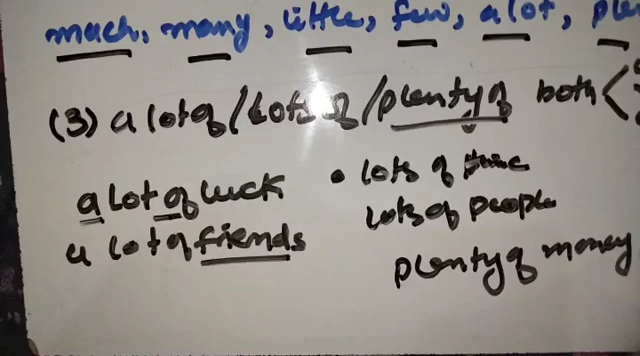 much, many, little, few, a lot, ple
(3) a lot of / Lots of / plenty of both <
a lot of luck
a lot of friends
• lots of time
lots of people
plenty of money